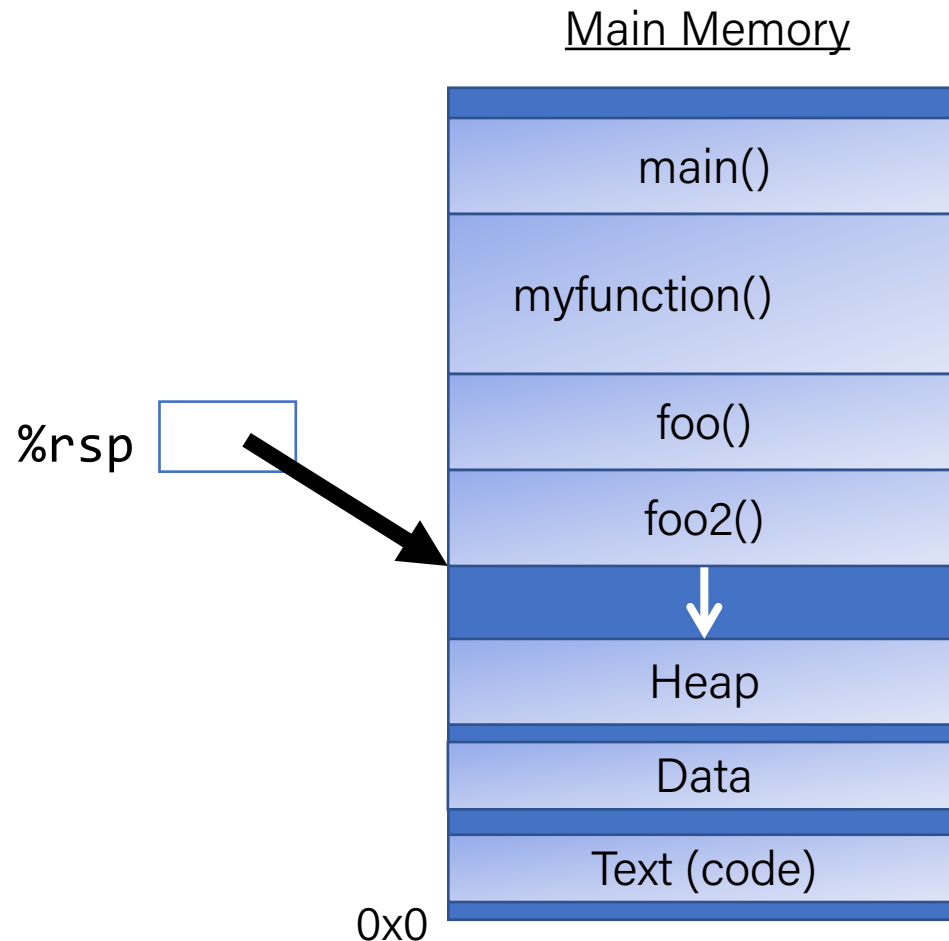 Main Memory
main()
myfunction()
foo()
%rsp
foo2()
Heap
Data
Text (code)
0x0